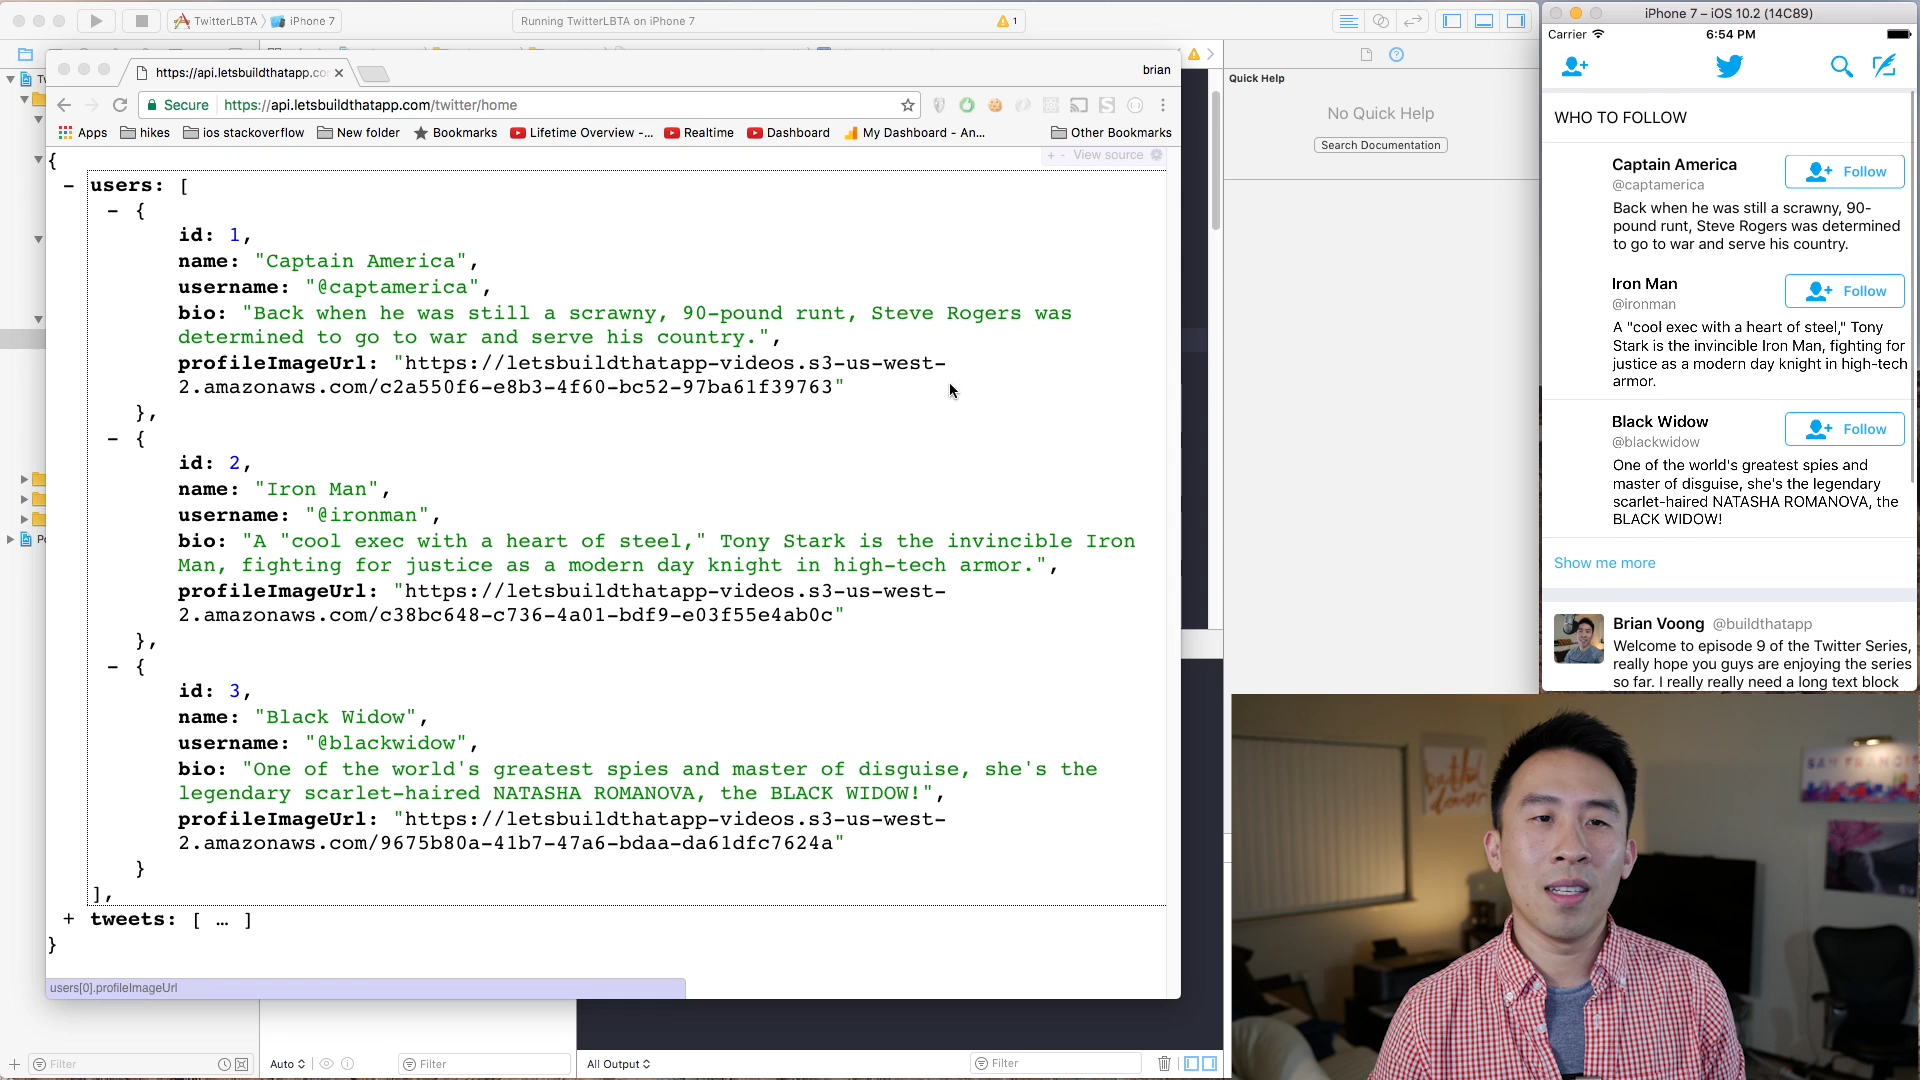 TwitterLBTA
iPhone 7
Running TwitterLBTA on iPhone 7
1
https://api.letsbuildthatapp.co
brian
Secure
https://api.letsbuildthatapp.com/twitter/home
Apps
hikes
ios stackoverflow
New folder
Bookmarks
Lifetime Overview -...
Realtime
Dashboard
My Dashboard - An...
Other Bookmarks
+ - View source
{
- users: [
- {
id: 1,
name: "Captain America",
username: "@captamerica",
bio: "Back when he was still a scrawny, 90-pound runt, Steve Rogers was
determined to go to war and serve his country.",
profileImageUrl: "https://letsbuildthatapp-videos.s3-us-west-
2.amazonaws.com/c2a550f6-e8b3-4f60-bc52-97ba61f39763"
},
- {
id: 2,
name: "Iron Man",
username: "@ironman",
bio: "A "cool exec with a heart of steel," Tony Stark is the invincible Iron
Man, fighting for justice as a modern day knight in high-tech armor.",
profileImageUrl: "https://letsbuildthatapp-videos.s3-us-west-
2.amazonaws.com/c38bc648-c736-4a01-bdf9-e03f55e4ab0c"
},
- {
id: 3,
name: "Black Widow",
username: "@blackwidow",
bio: "One of the world's greatest spies and master of disguise, she's the
legendary scarlet-haired NATASHA ROMANOVA, the BLACK WIDOW!",
profileImageUrl: "https://letsbuildthatapp-videos.s3-us-west-
2.amazonaws.com/9675b80a-41b7-47a6-bdaa-da61dfc7624a"
}
],
+ tweets: [ … ]
}
users[0].profileImageUrl
Filter
Auto
Filter
All Output
Filter
Quick Help
No Quick Help
Search Documentation
iPhone 7 – iOS 10.2 (14C89)
Carrier
6:54 PM
WHO TO FOLLOW
Captain America
@captamerica
Follow
Back when he was still a scrawny, 90-
pound runt, Steve Rogers was determined
to go to war and serve his country.
Iron Man
@ironman
Follow
A "cool exec with a heart of steel," Tony
Stark is the invincible Iron Man, fighting for
justice as a modern day knight in high-tech
armor.
Black Widow
@blackwidow
Follow
One of the world's greatest spies and
master of disguise, she's the legendary
scarlet-haired NATASHA ROMANOVA, the
BLACK WIDOW!
Show me more
Brian Voong @buildthatapp
Welcome to episode 9 of the Twitter Series,
really hope you guys are enjoying the series
so far. I really really need a long text block